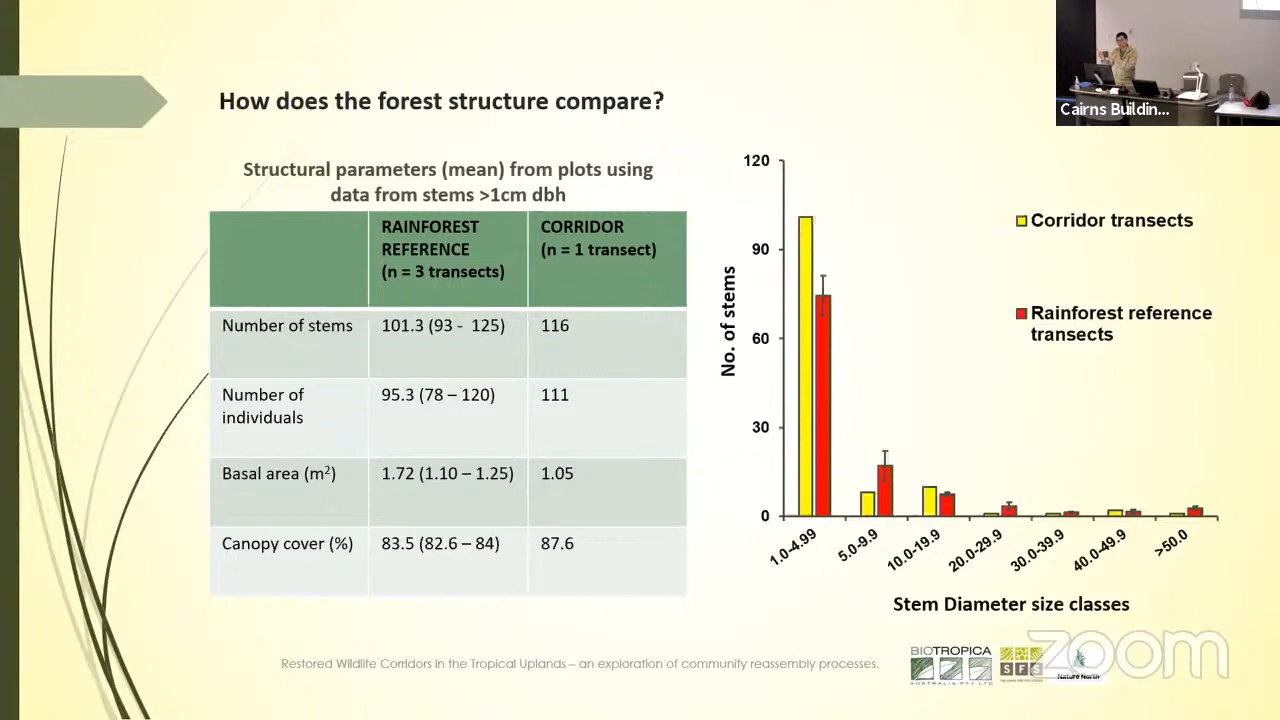 How does the forest structure compare?
Cairns Buildin...
Structural parameters (mean) from plots using
data from stems >1cm dbh
RAINFOREST
REFERENCE
(n = 3 transects)
CORRIDOR
(n = 1 transect)
Number of stems
101.3 (93 - 125)
116
Number of
individuals
95.3 (78 – 120)
111
Basal area (m²)
1.72 (1.10 – 1.25)
1.05
Canopy cover (%)
83.5 (82.6 – 84)
87.6
120
90
60
30
0
No. of stems
Corridor transects
Rainforest reference
transects
1.0-4.99
5.0-9.9
10.0-19.9
20.0-29.9
30.0-39.9
40.0-49.9
>50.0
Stem Diameter size classes
Restoring Wildlife Corridors in the Tropical Uplands – an exploration of community reassembly processes.
BIOTROPICA
AUSTRALIA PTY LTD
SFS
Nature North
zoom